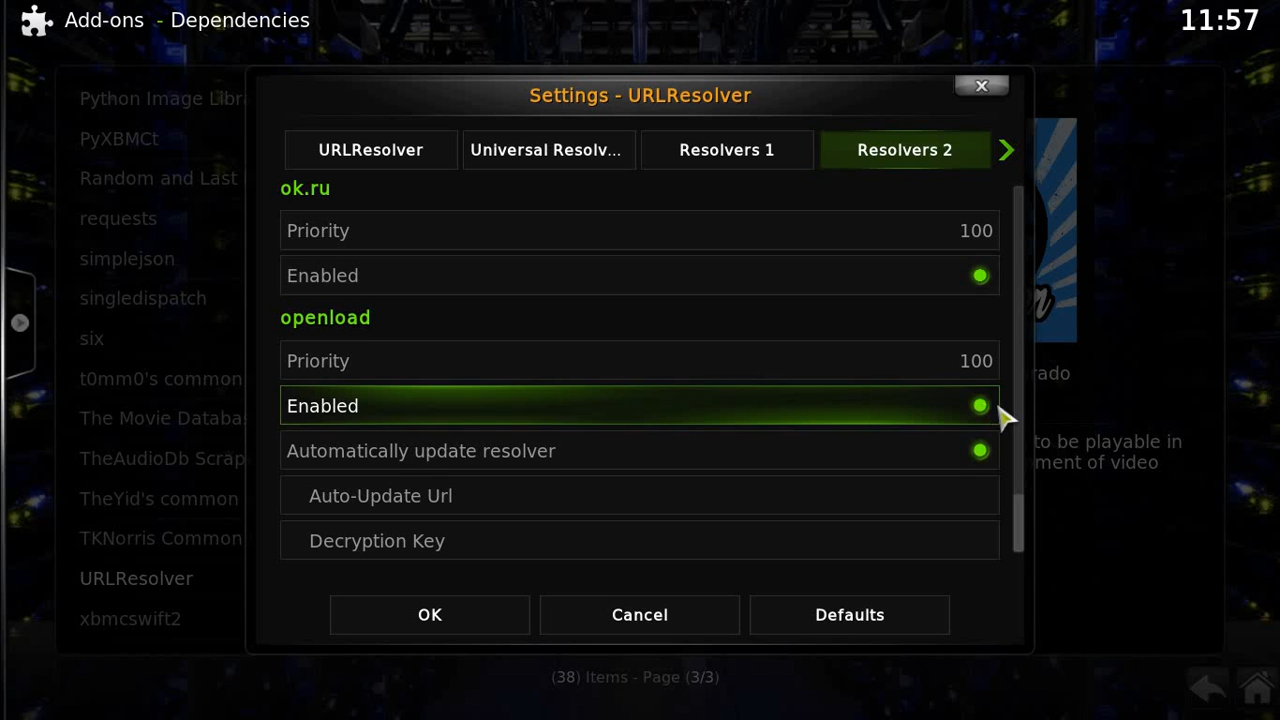 Add-ons - Dependencies
11:57
Python Image Libr
PyXBMCt
Random and Last
requests
simplejson
singledispatch
six
t0mm0's common
The Movie Databas
TheAudioDb Scrap
TheYid's common
TKNorris Common
URLResolver
xbmcswift2
Settings - URLResolver
x
URLResolver
Universal Resolv...
Resolvers 1
Resolvers 2
ok.ru
Priority 100
Enabled
openload
Priority 100
Enabled
Automatically update resolver
Auto-Update Url
Decryption Key
OK
Cancel
Defaults
rado
to be playable in
ment of video
(38) Items - Page (3/3)